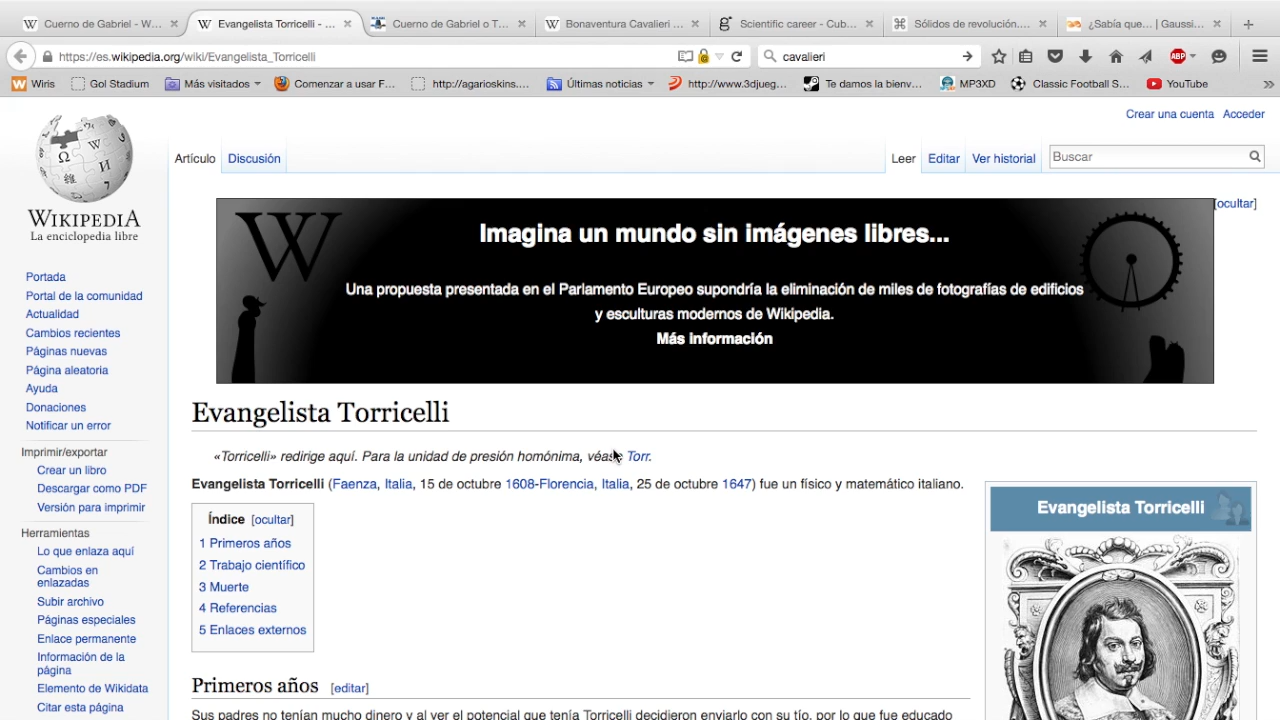 Cuerno de Gabriel - W...
Evangelista Torricelli - ...
Cuerno de Gabriel o T...
Bonaventura Cavalieri ...
Scientific career - Cub...
Sólidos de revolución....
¿Sabía que... | Gaussi...
https://es.wikipedia.org/wiki/Evangelista_Torricelli
cavalieri
ABP
Wiris
Gol Stadium
Más visitados
Comenzar a usar F...
http://agarioskins....
Últimas noticias
http://www.3djueg...
Te damos la bienv...
MP3XD
Classic Football S...
YouTube
Crear una cuenta Acceder
WIKIPEDIA
La enciclopedia libre
Artículo Discusión
Leer Editar Ver historial
Buscar
[ocultar]
Imagina un mundo sin imágenes libres...
Una propuesta presentada en el Parlamento Europeo supondría la eliminación de miles de fotografías de edificios
y esculturas modernos de Wikipedia.
Más información
Portada
Portal de la comunidad
Actualidad
Cambios recientes
Páginas nuevas
Página aleatoria
Ayuda
Donaciones
Notificar un error
Imprimir/exportar
Crear un libro
Descargar como PDF
Versión para imprimir
Herramientas
Lo que enlaza aquí
Cambios en
enlazadas
Subir archivo
Páginas especiales
Enlace permanente
Información de la
página
Elemento de Wikidata
Citar esta página
Evangelista Torricelli
«Torricelli» redirige aquí. Para la unidad de presión homónima, véase Torr.
Evangelista Torricelli (Faenza, Italia, 15 de octubre 1608-Florencia, Italia, 25 de octubre 1647) fue un físico y matemático italiano.
Índice [ocultar]
1 Primeros años
2 Trabajo científico
3 Muerte
4 Referencias
5 Enlaces externos
Evangelista Torricelli
Primeros años [editar]
Sus padres no tenían mucho dinero y al ver el potencial que tenía Torricelli decidieron enviarlo con su tío, por lo que fue educado